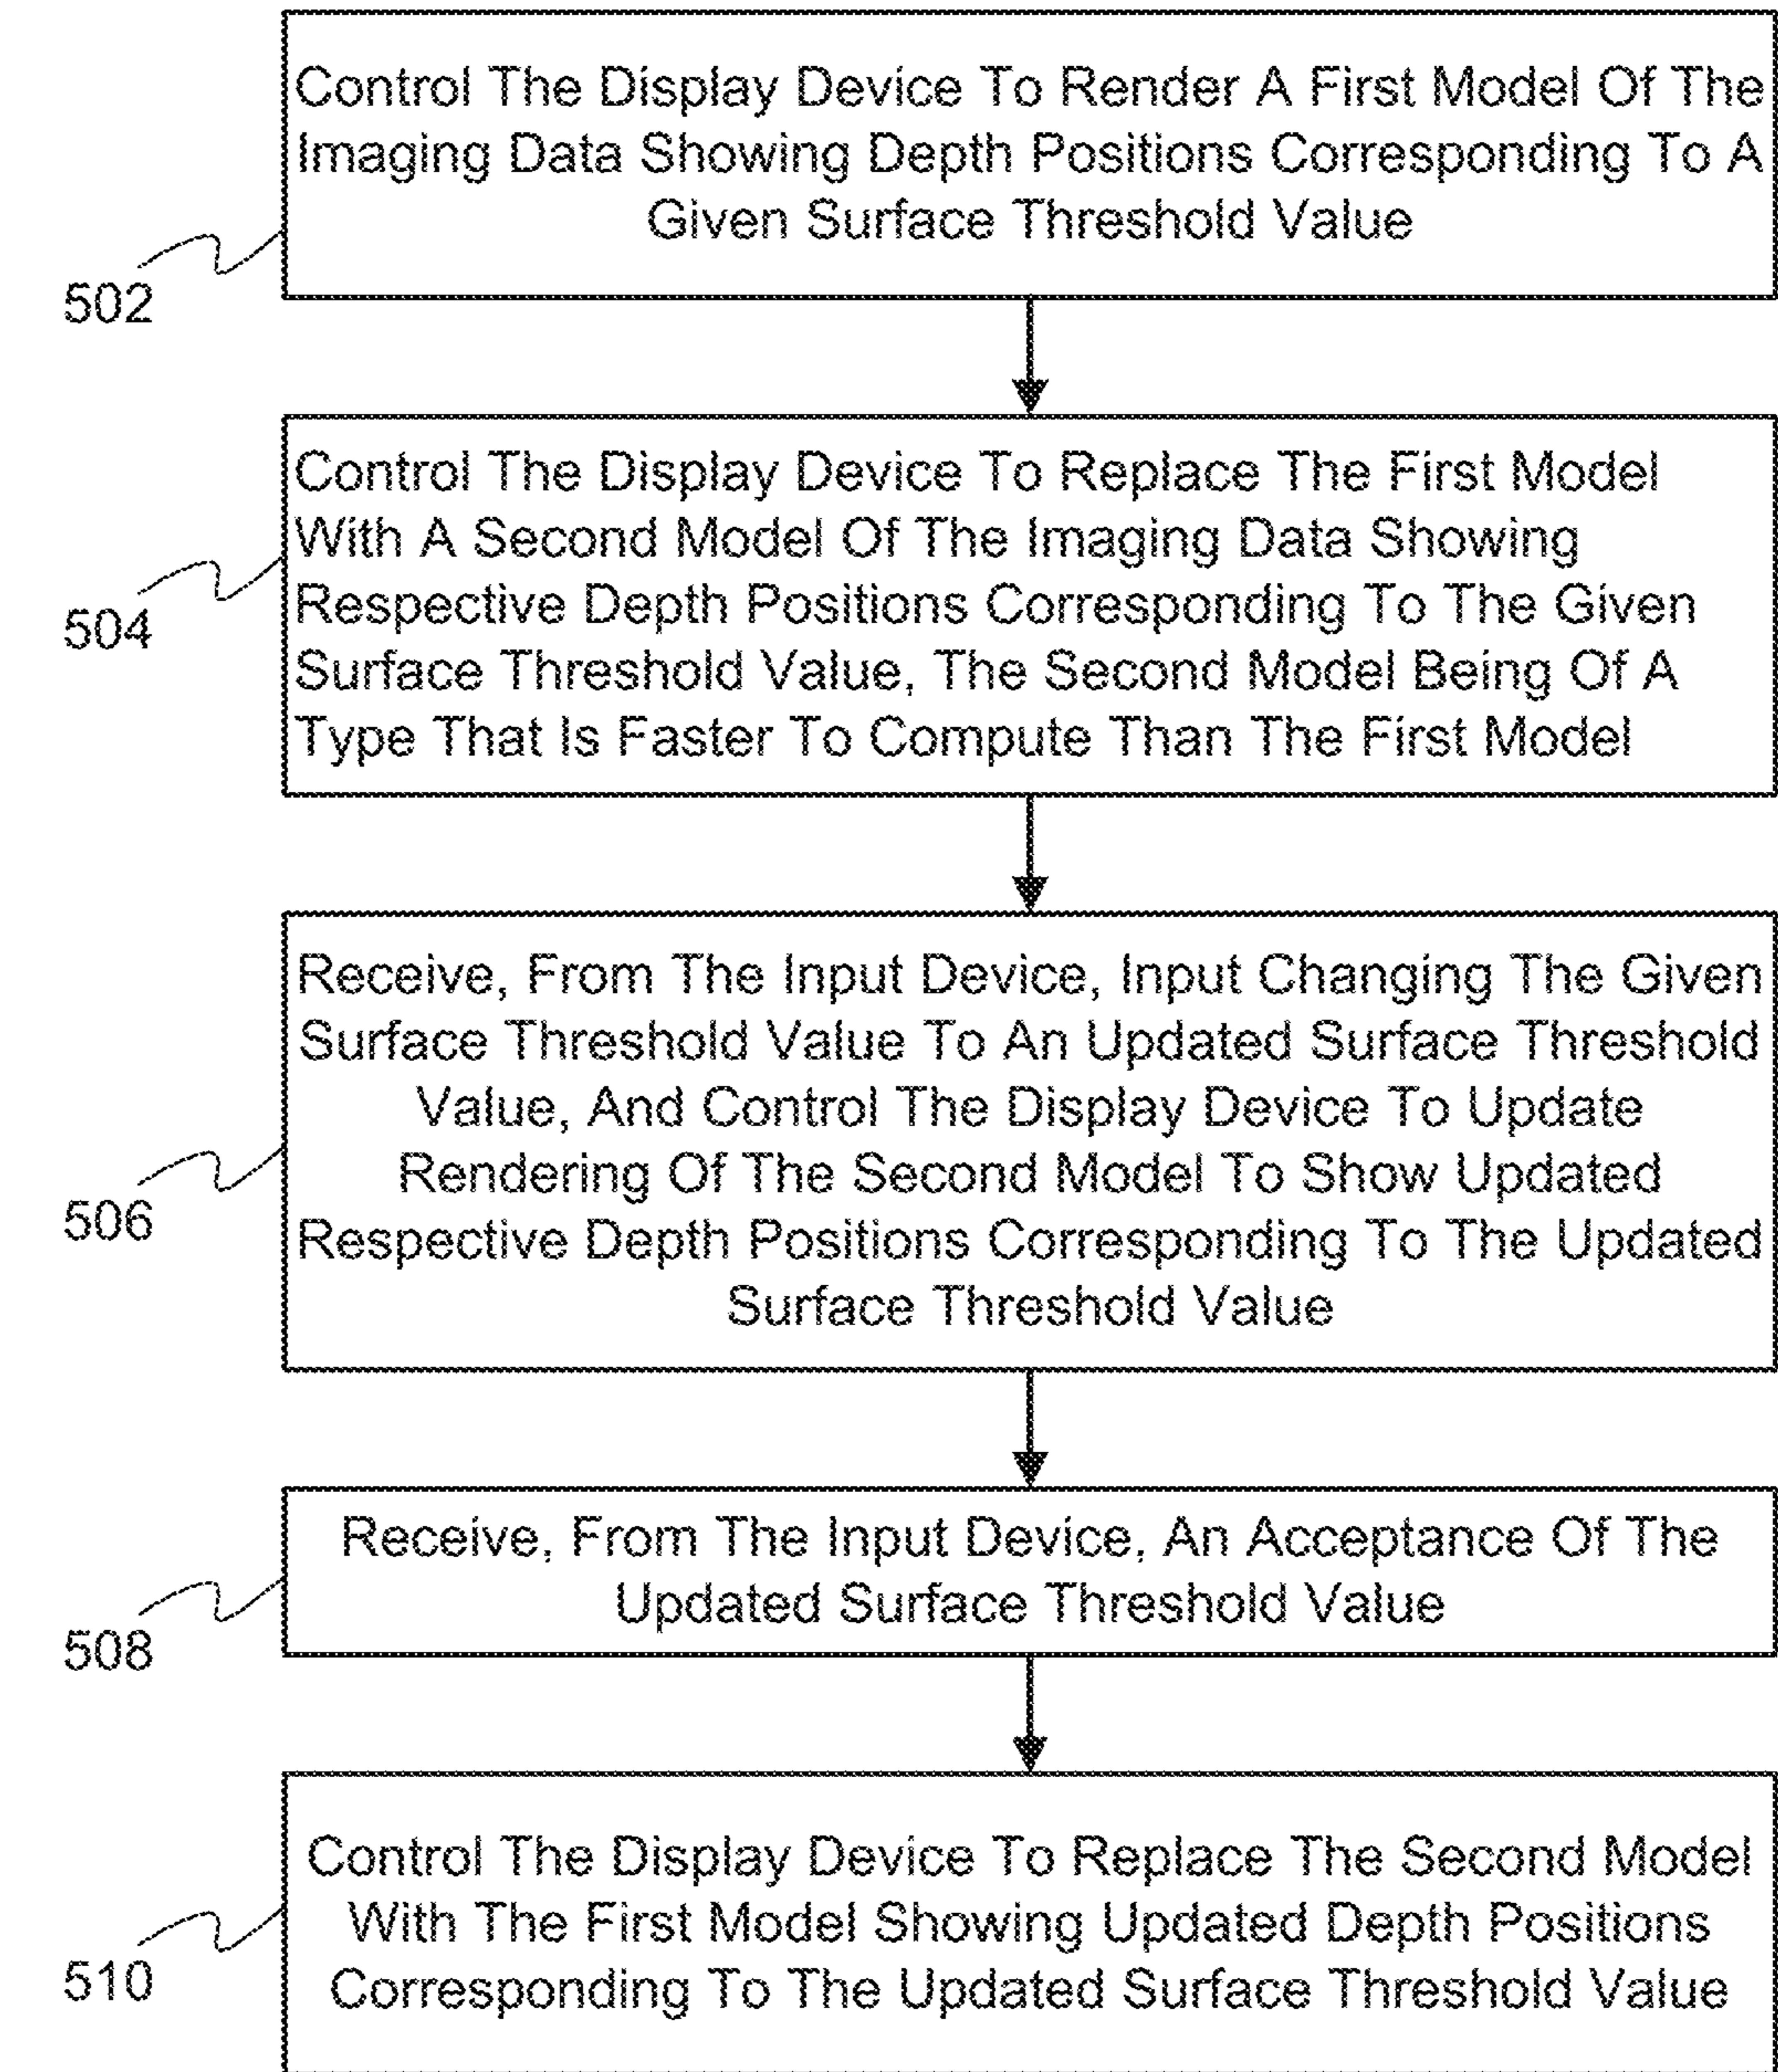 Control The Display Device To Render A First Model Of The
Imaging Data Showing Depth Positions Corresponding To A
Given Surface Threshold Value
502
Control The Display Device To Replace The First Model
With A Second Model Of The Imaging Data Showing
Respective Depth Positions Corresponding To The Given
Surface Threshold Value, The Second Model Being Of A
Type That Is Faster To Compute Than The First Model
504
Receive, From The Input Device, Input Changing The Given
Surface Threshold Value To An Updated Surface Threshold
Value, And Control The Display Device To Update
Rendering Of The Second Model To Show Updated
Respective Depth Positions Corresponding To The Updated
Surface Threshold Value
506
Receive, From The Input Device, An Acceptance Of The
Updated Surface Threshold Value
508
Control The Display Device To Replace The Second Model
With The First Model Showing Updated Depth Positions
Corresponding To The Updated Surface Threshold Value
510